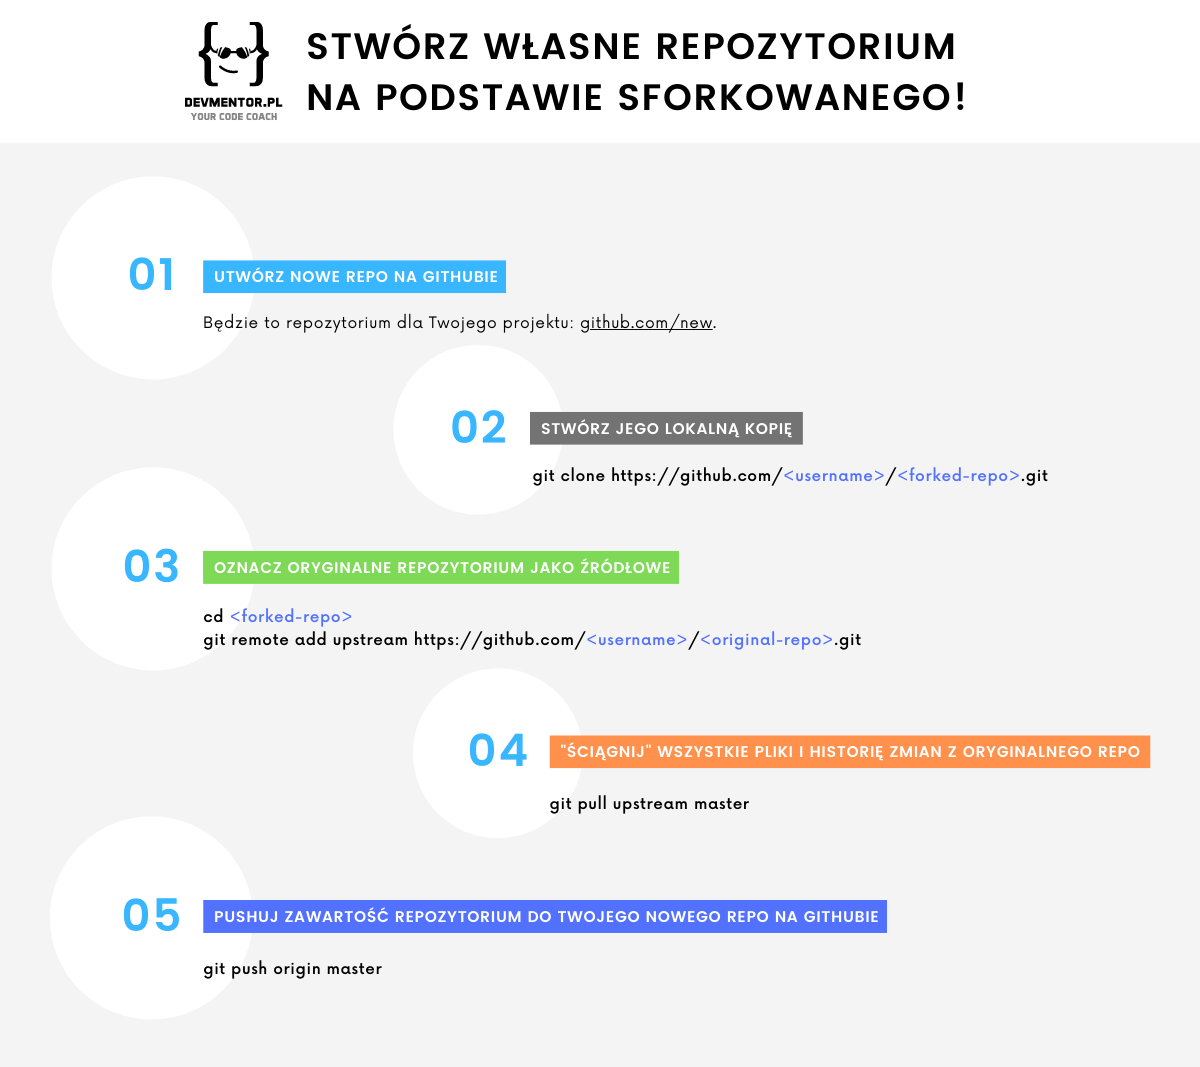 STWÓRZ WŁASNE REPOZYTORIUM
NA PODSTAWIE SFORKOWANEGO!
DEVMENTOR.PL
YOUR CODE COACH
01
UTWÓRZ NOWE REPO NA GITHUBIE
Będzie to repozytorium dla Twojego projektu: github.com/new.
02
STWÓRZ JEGO LOKALNĄ KOPIĘ
git clone https://github.com/<username>/<forked-repo>.git
03
OZNACZ ORYGINALNE REPOZYTORIUM JAKO ŹRÓDŁOWE
cd <forked-repo>
git remote add upstream https://github.com/<username>/<original-repo>.git
04
"ŚCIĄGNIJ" WSZYSTKIE PLIKI I HISTORIĘ ZMIAN Z ORYGINALNEGO REPO
git pull upstream master
05
PUSHUJ ZAWARTOŚĆ REPOZYTORIUM DO TWOJEGO NOWEGO REPO NA GITHUBIE
git push origin master